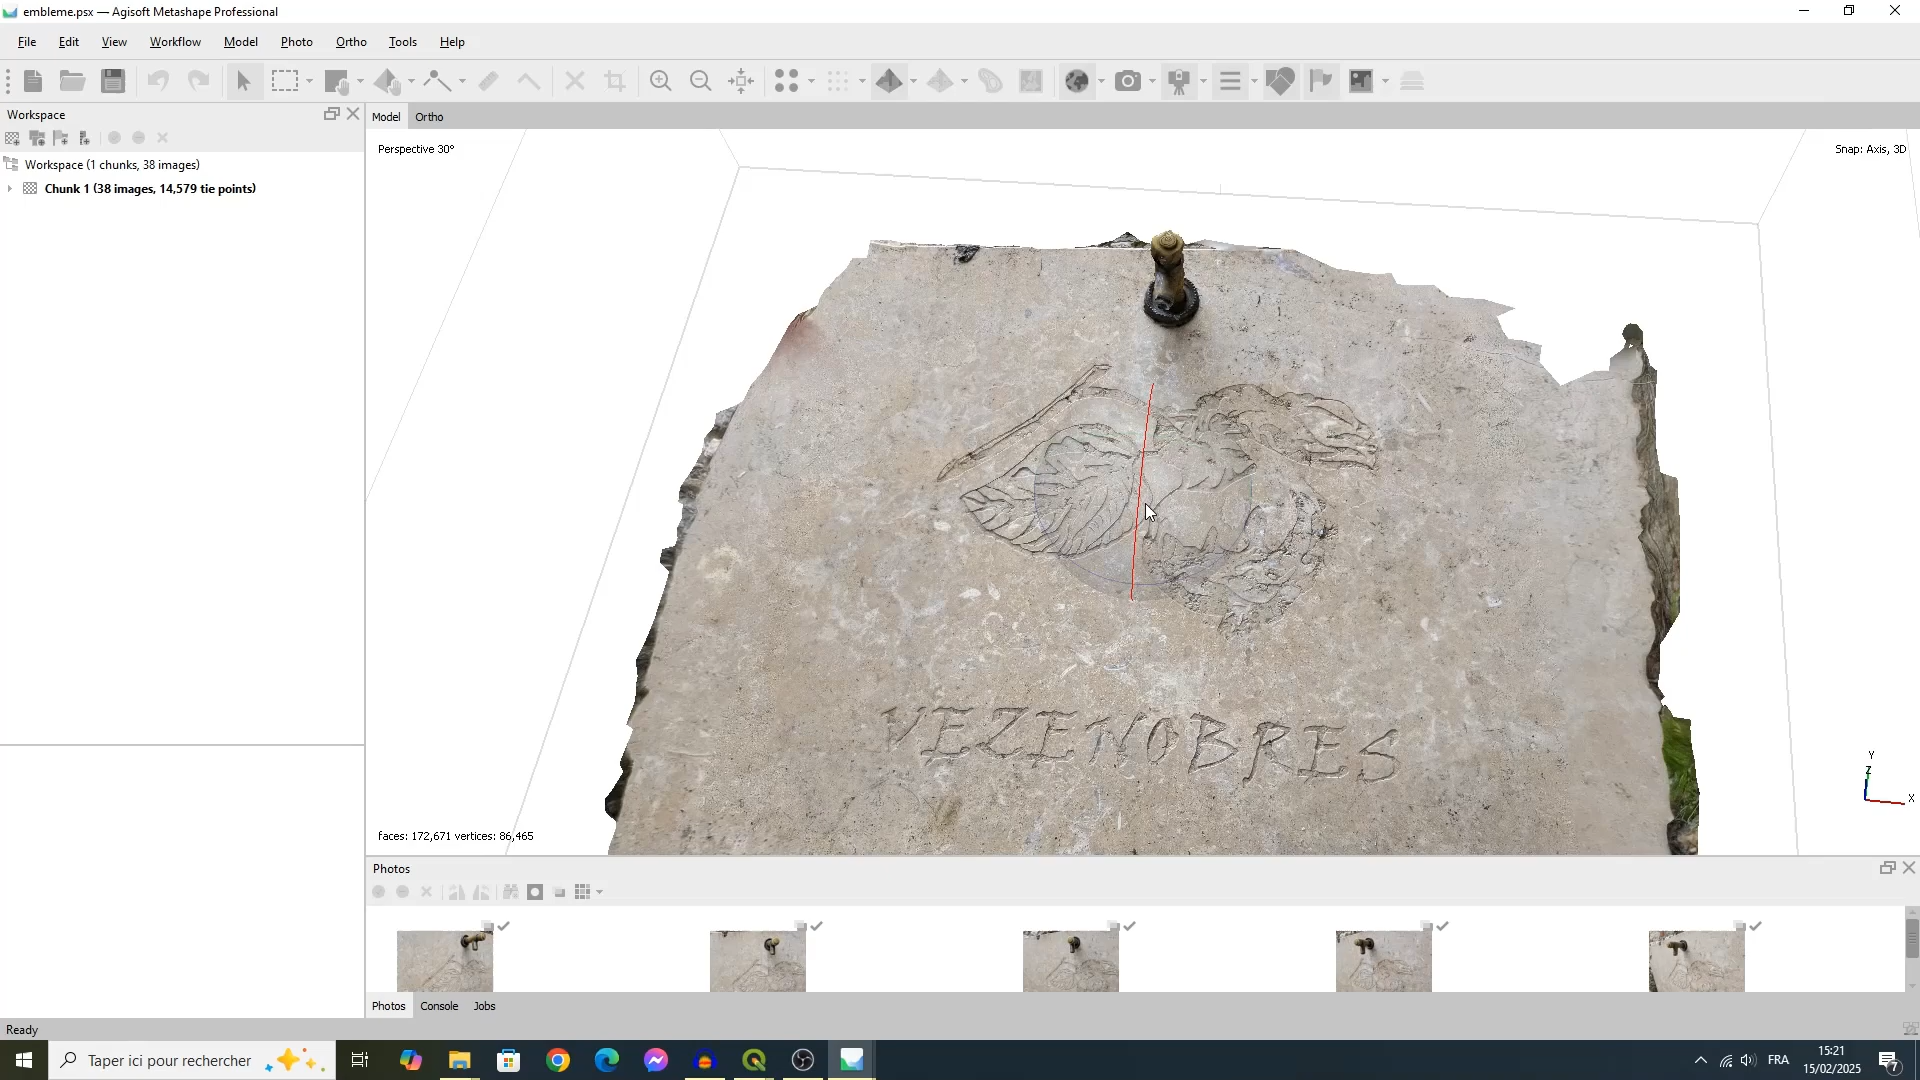 embleme.psx — Agisoft Metashape Professional
File Edit View Workflow Model Photo Ortho Tools Help
Workspace
Workspace (1 chunks, 38 images)
Chunk 1 (38 images, 14,579 tie points)
Model Ortho
Perspective 30°
Snap: Axis, 3D
VEZENOBRES
Y
Z
X
faces: 172,671 vertices: 86,465
Photos
Photos Console Jobs
Ready
Taper ici pour rechercher
FRA
15:21
15/02/2025
7